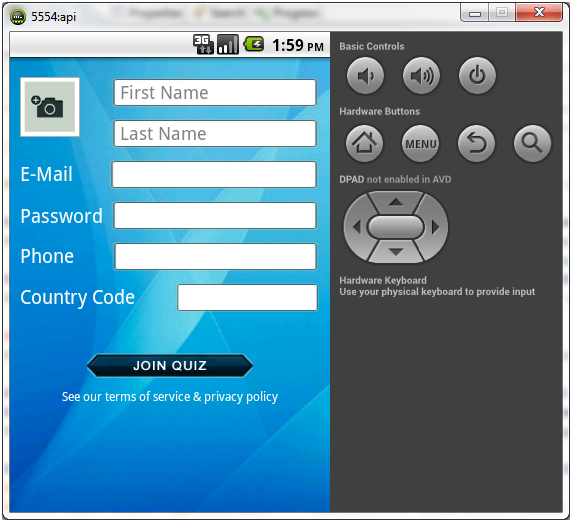 5554:api
3G
1:59 PM
First Name
Last Name
E-Mail
Password
Phone
Country Code
JOIN QUIZ
See our terms of service & privacy policy
Basic Controls
Hardware Buttons
MENU
DPAD not enabled in AVD
Hardware Keyboard
Use your physical keyboard to provide input